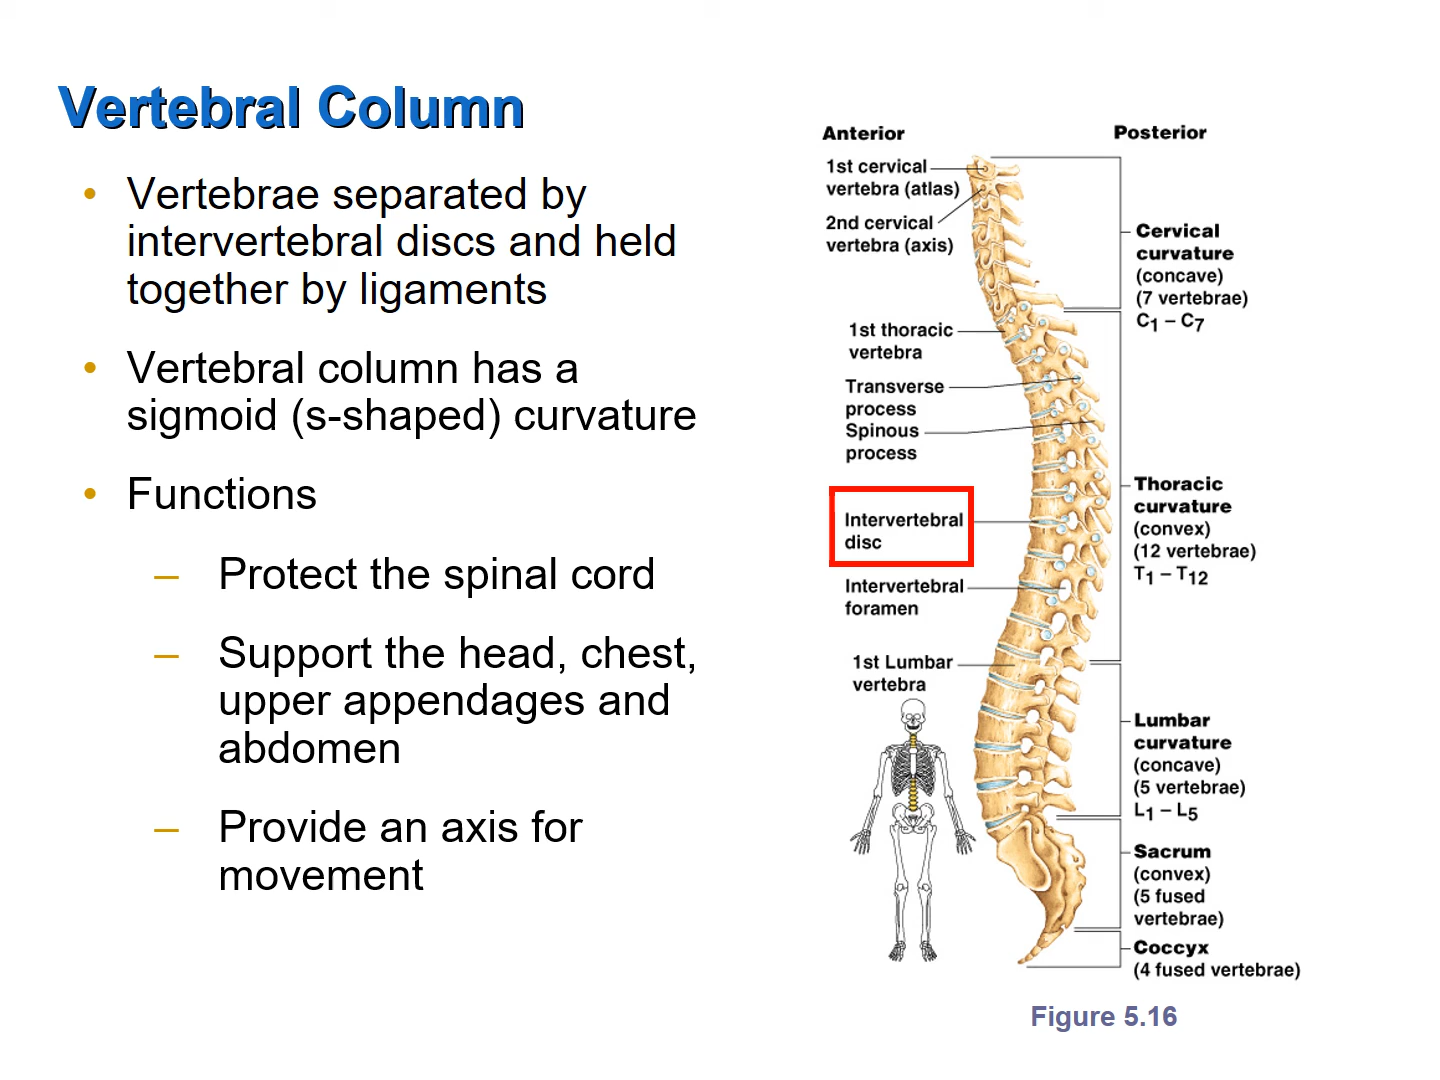 Vertebral Column
• Vertebrae separated by
intervertebral discs and held
together by ligaments
• Vertebral column has a
sigmoid (s-shaped) curvature
• Functions
– Protect the spinal cord
– Support the head, chest,
upper appendages and
abdomen
– Provide an axis for
movement
Anterior
Posterior
1st cervical
vertebra (atlas)
2nd cervical
vertebra (axis)
1st thoracic
vertebra
Transverse
process
Spinous
process
Intervertebral
disc
Intervertebral
foramen
1st Lumbar
vertebra
Cervical
curvature
(concave)
(7 vertebrae)
C₁ – C₇
Thoracic
curvature
(convex)
(12 vertebrae)
T₁ – T₁₂
Lumbar
curvature
(concave)
(5 vertebrae)
L₁ – L₅
Sacrum
(convex)
(5 fused
vertebrae)
Coccyx
(4 fused vertebrae)
Figure 5.16